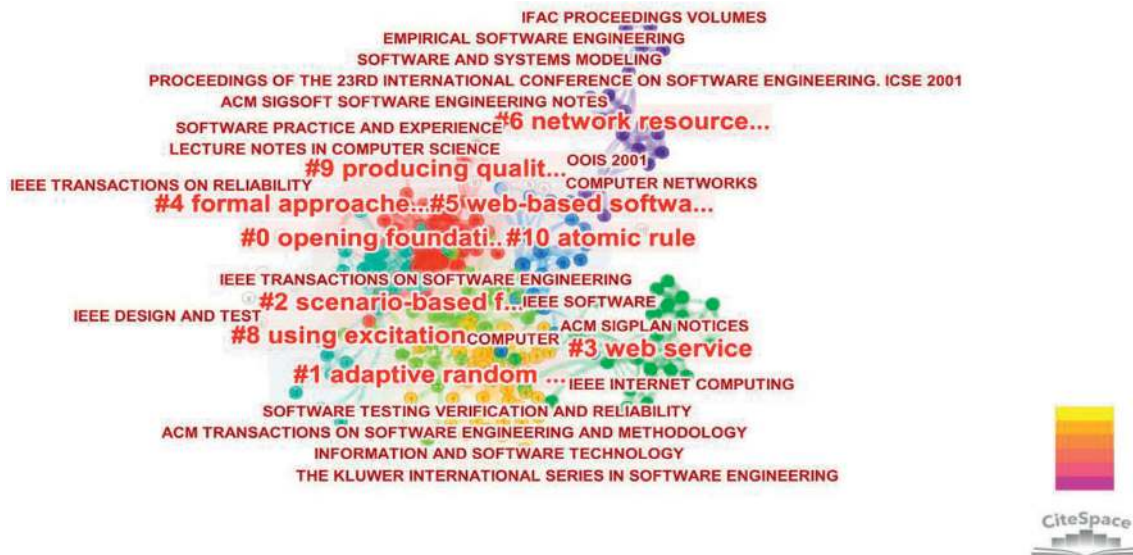 IFAC PROCEEDINGS VOLUMES
EMPIRICAL SOFTWARE ENGINEERING
SOFTWARE AND SYSTEMS MODELING
PROCEEDINGS OF THE 23RD INTERNATIONAL CONFERENCE ON SOFTWARE ENGINEERING. ICSE 2001
ACM SIGSOFT SOFTWARE ENGINEERING NOTES
#6 network resource...
SOFTWARE PRACTICE AND EXPERIENCE
LECTURE NOTES IN COMPUTER SCIENCE
#9 producing qualit...
OOIS 2001
IEEE TRANSACTIONS ON RELIABILITY
COMPUTER NETWORKS
#4 formal approache...
#5 web-based softwa...
#0 opening foundati..
#10 atomic rule
IEEE TRANSACTIONS ON SOFTWARE ENGINEERING
#2 scenario-based f...
IEEE SOFTWARE
IEEE DESIGN AND TEST
ACM SIGPLAN NOTICES
#8 using excitation
COMPUTER
#3 web service
#1 adaptive random ...
IEEE INTERNET COMPUTING
SOFTWARE TESTING VERIFICATION AND RELIABILITY
ACM TRANSACTIONS ON SOFTWARE ENGINEERING AND METHODOLOGY
INFORMATION AND SOFTWARE TECHNOLOGY
THE KLUWER INTERNATIONAL SERIES IN SOFTWARE ENGINEERING
CiteSpace